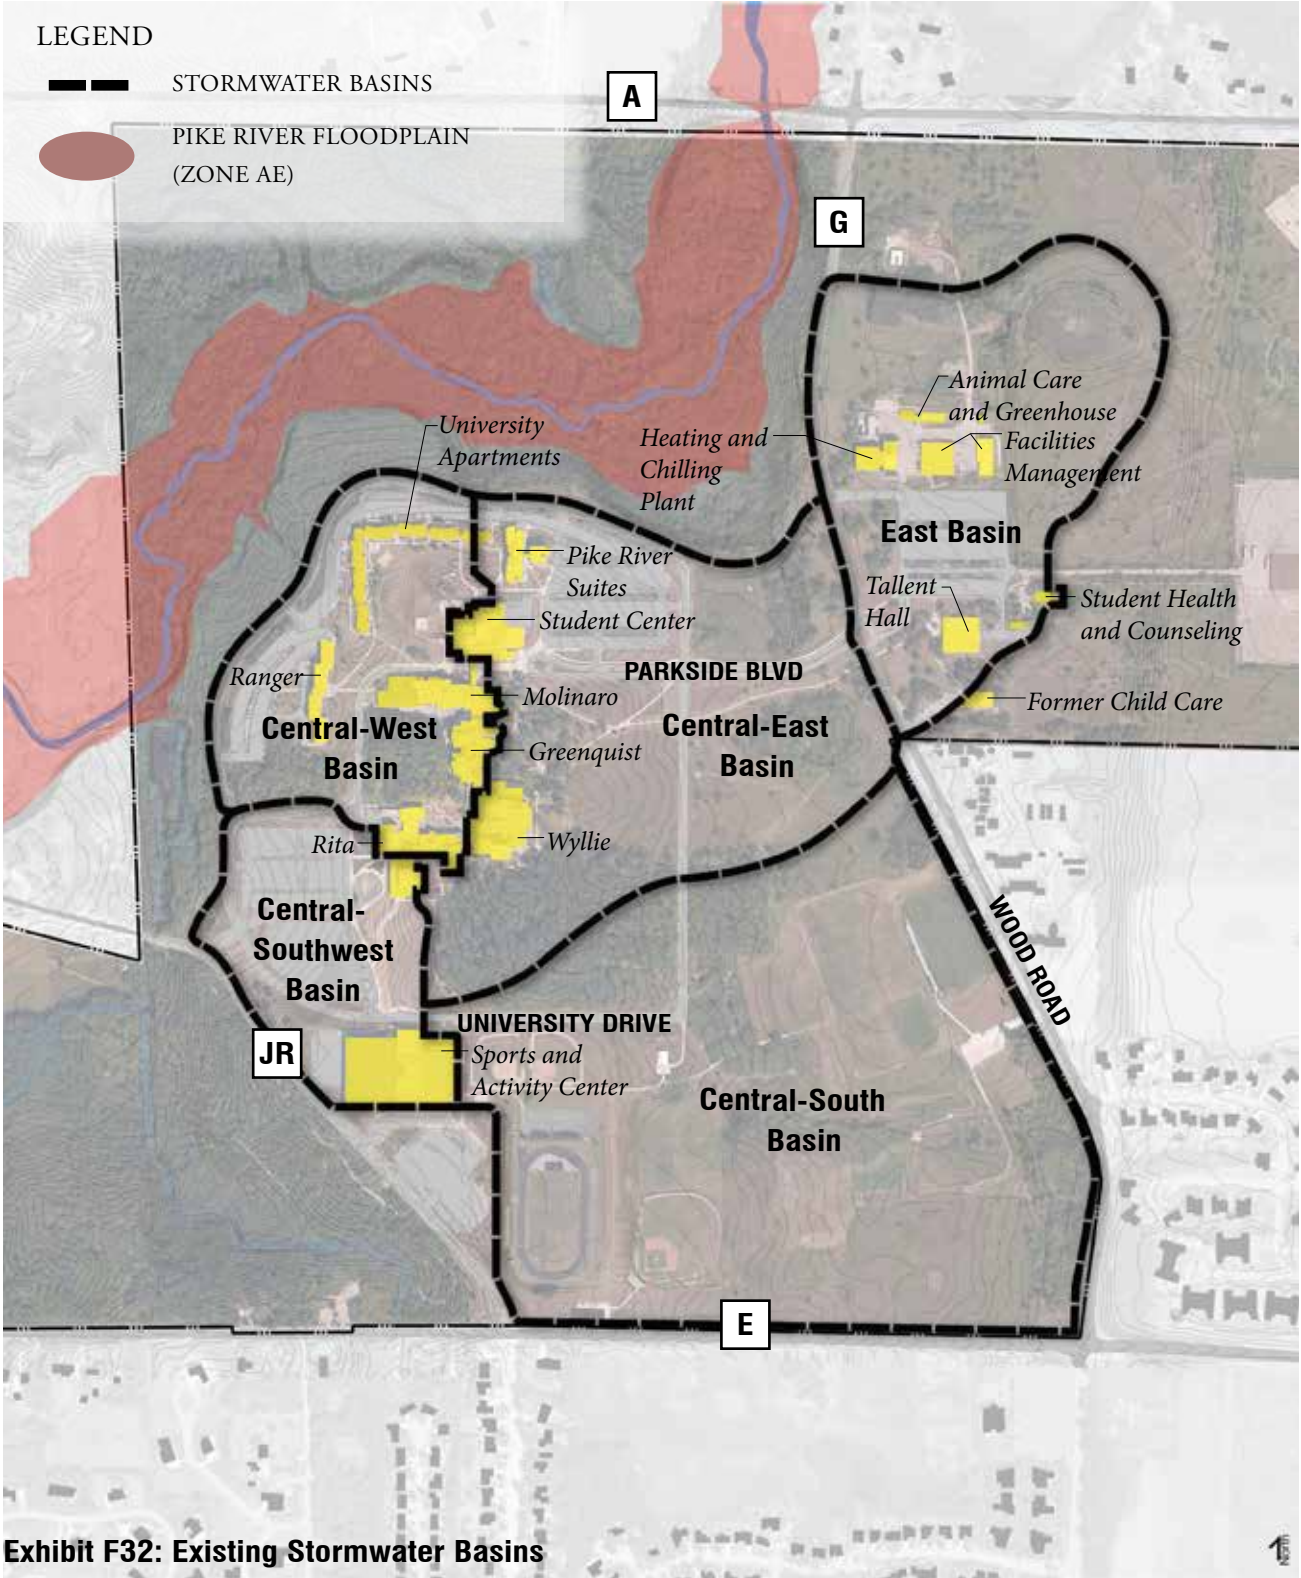 LEGEND
STORMWATER BASINS
PIKE RIVER FLOODPLAIN
(ZONE AE)
A
G
Animal Care
and Greenhouse
University
Apartments
Heating and
Chilling
Plant
Facilities
Management
East Basin
Pike River
Suites
Tallent
Hall
Student Health
and Counseling
Student Center
Ranger
PARKSIDE BLVD
Molinaro
Former Child Care
Central-West
Basin
Central-East
Basin
Greenquist
Rita
Wyllie
Central-
Southwest
Basin
WOOD ROAD
UNIVERSITY DRIVE
JR
Sports and
Activity Center
Central-South
Basin
E
Exhibit F32: Existing Stormwater Basins
North